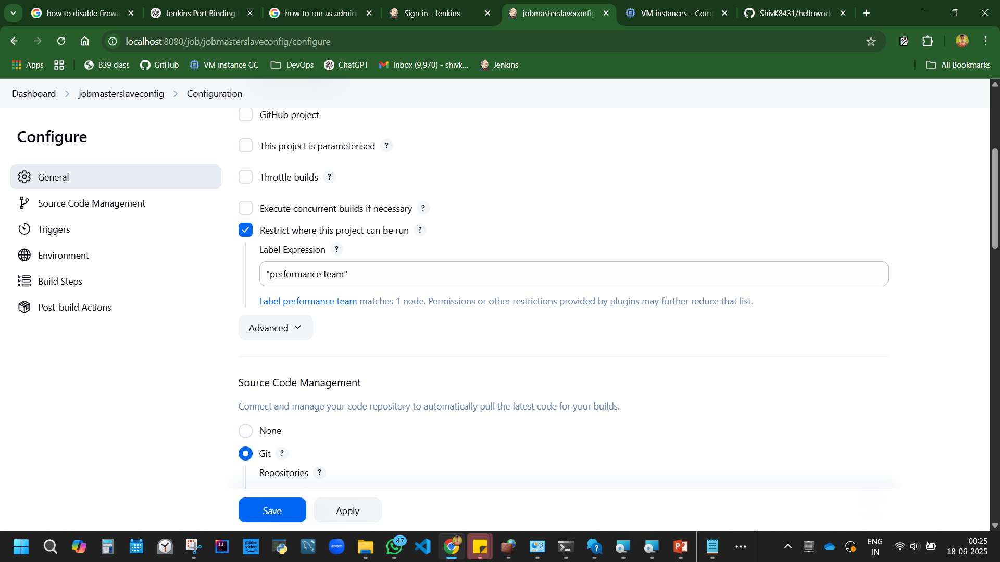 how to disable firewa
Jenkins Port Binding
how to run as admini
Sign in - Jenkins
jobmasterslaveconfig
VM instances – Comp
ShivK8431/helloworl
localhost:8080/job/jobmasterslaveconfig/configure
Apps
B39 class
GitHub
VM instance GC
DevOps
ChatGPT
Inbox (9,970) - shivk...
Jenkins
All Bookmarks
Dashboard
jobmasterslaveconfig
Configuration
Configure
General
Source Code Management
Triggers
Environment
Build Steps
Post-build Actions
GitHub project
This project is parameterised ?
Throttle builds ?
Execute concurrent builds if necessary ?
Restrict where this project can be run ?
Label Expression ?
"performance team"
Label performance team matches 1 node. Permissions or other restrictions provided by plugins may further reduce that list.
Advanced
Source Code Management
Connect and manage your code repository to automatically pull the latest code for your builds.
None
Git ?
Repositories ?
Save
Apply
IJ
prime video
zoom
47
ENG
IN
00:25
18-06-2025